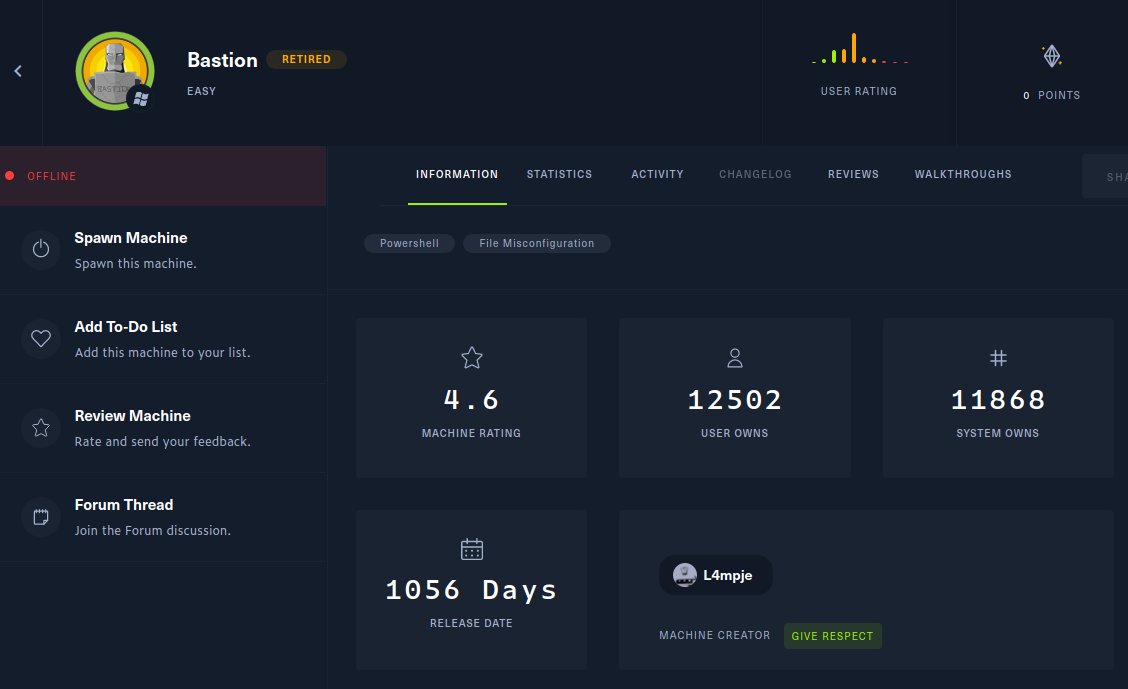 Bastion RETIRED
EASY
BASTION
USER RATING
0 POINTS
OFFLINE
INFORMATION STATISTICS ACTIVITY CHANGELOG REVIEWS WALKTHROUGHS SHA
Powershell File Misconfiguration
Spawn Machine
Spawn this machine.
Add To-Do List
Add this machine to your list.
Review Machine
Rate and send your feedback.
Forum Thread
Join the Forum discussion.
4.6
MACHINE RATING
12502
USER OWNS
11868
SYSTEM OWNS
1056 Days
RELEASE DATE
L4mpje
MACHINE CREATOR GIVE RESPECT